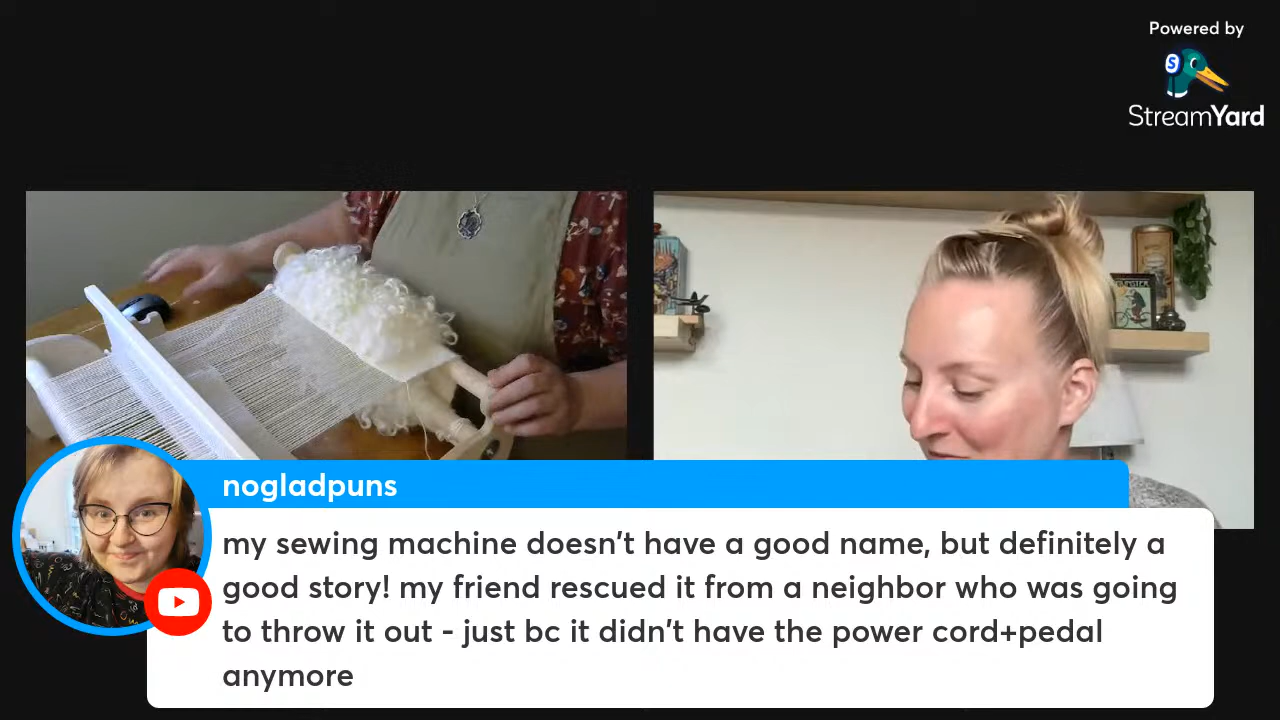 Powered by
S
StreamYard
nogladpuns
my sewing machine doesn't have a good name, but definitely a
good story! my friend rescued it from a neighbor who was going
to throw it out - just bc it didn't have the power cord+pedal
anymore